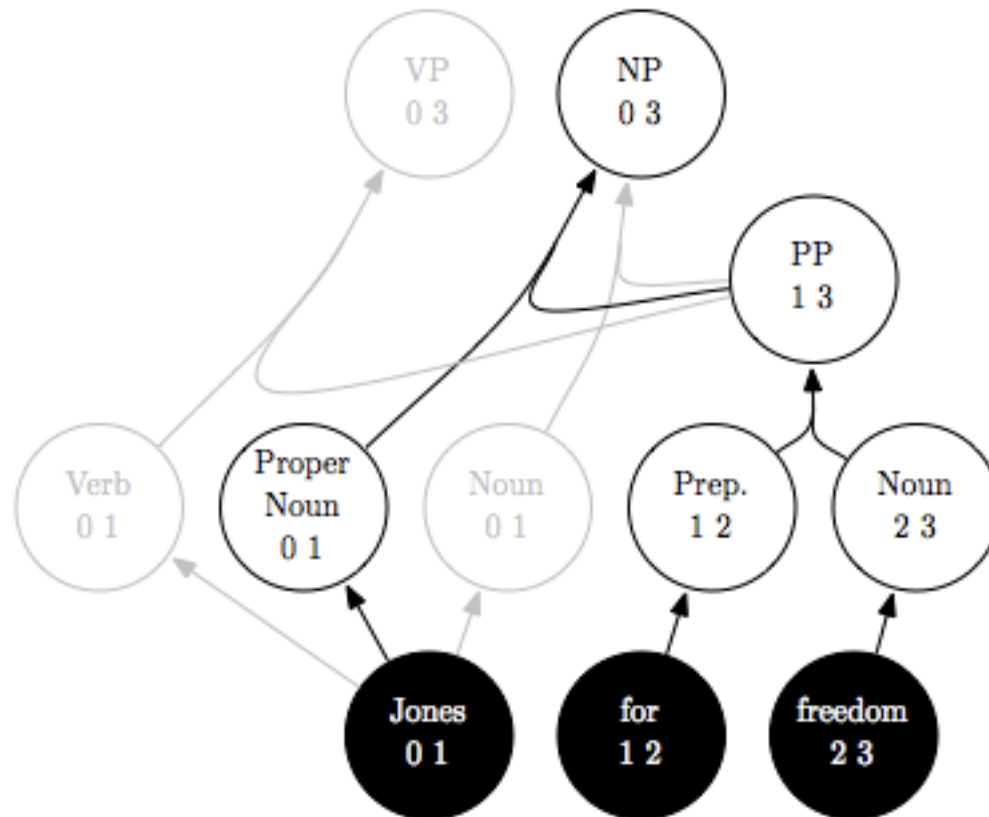 VP
0 3
NP
0 3
PP
1 3
Verb
0 1
Proper
Noun
0 1
Noun
0 1
Prep.
1 2
Noun
2 3
Jones
0 1
for
1 2
freedom
2 3